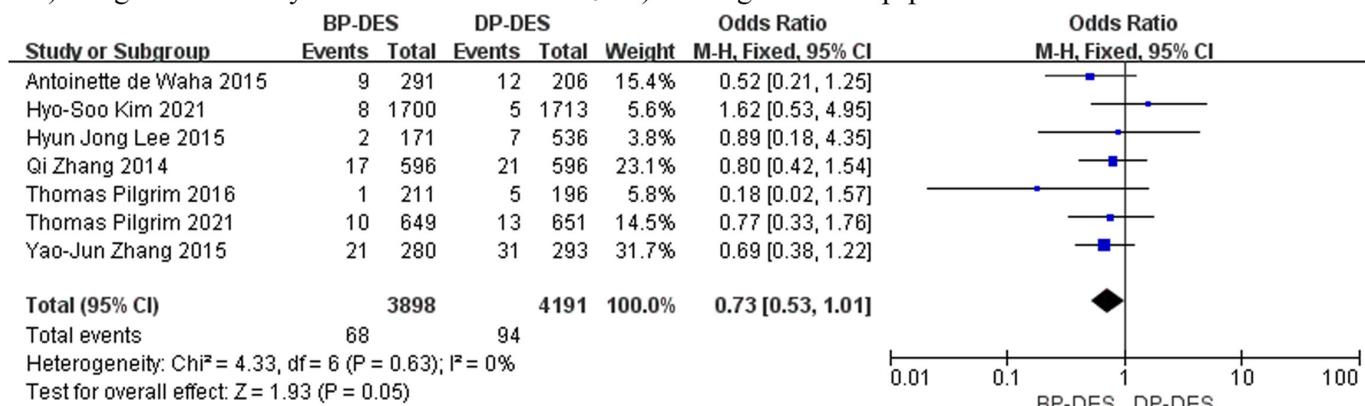 BP-DES DP-DES Odds Ratio Odds Ratio
Study or Subgroup Events Total Events Total Weight M-H, Fixed, 95% CI M-H, Fixed, 95% CI
Antoinette de Waha 2015 9 291 12 206 15.4% 0.52 [0.21, 1.25]
Hyo-Soo Kim 2021 8 1700 5 1713 5.6% 1.62 [0.53, 4.95]
Hyun Jong Lee 2015 2 171 7 536 3.8% 0.89 [0.18, 4.35]
Qi Zhang 2014 17 596 21 596 23.1% 0.80 [0.42, 1.54]
Thomas Pilgrim 2016 1 211 5 196 5.8% 0.18 [0.02, 1.57]
Thomas Pilgrim 2021 10 649 13 651 14.5% 0.77 [0.33, 1.76]
Yao-Jun Zhang 2015 21 280 31 293 31.7% 0.69 [0.38, 1.22]
Total (95% CI) 3898 4191 100.0% 0.73 [0.53, 1.01]
Total events 68 94
Heterogeneity: Chi² = 4.33, df = 6 (P = 0.63); I² = 0%
Test for overall effect: Z = 1.93 (P = 0.05)
0.01 0.1 1 10 100
BP-DES DP-DES